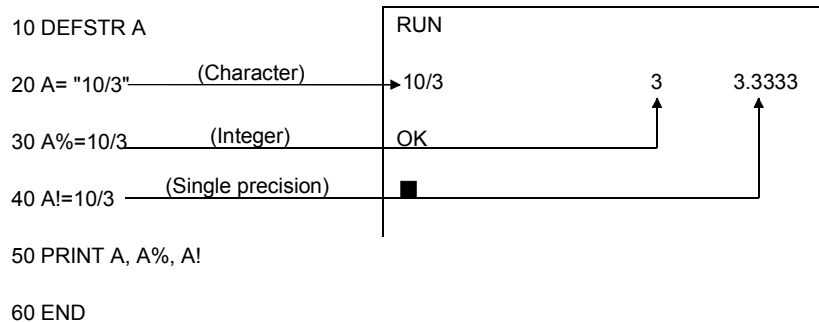 10 DEFSTR A
RUN
20 A= "10/3" (Character) 10/3 3 3.3333
30 A%=10/3 (Integer) OK
40 A!=10/3 (Single precision)
50 PRINT A, A%, A!
60 END